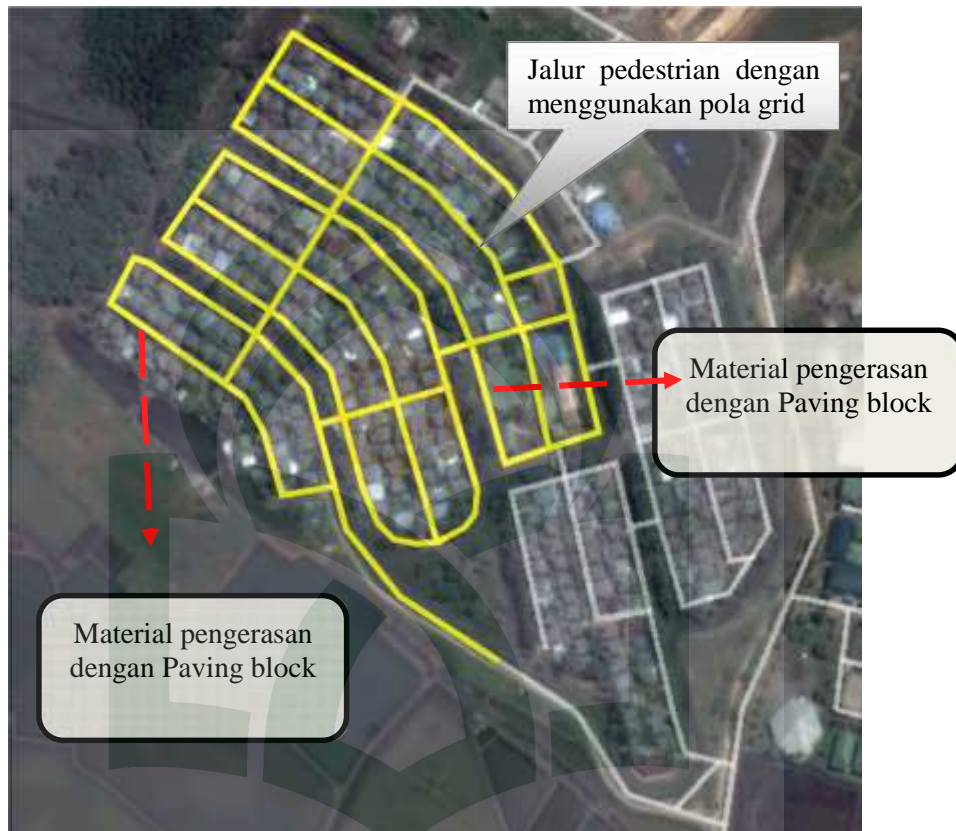 Jalur pedestrian dengan
menggunakan pola grid
Material pengerasan
dengan Paving block
Material pengerasan
dengan Paving block